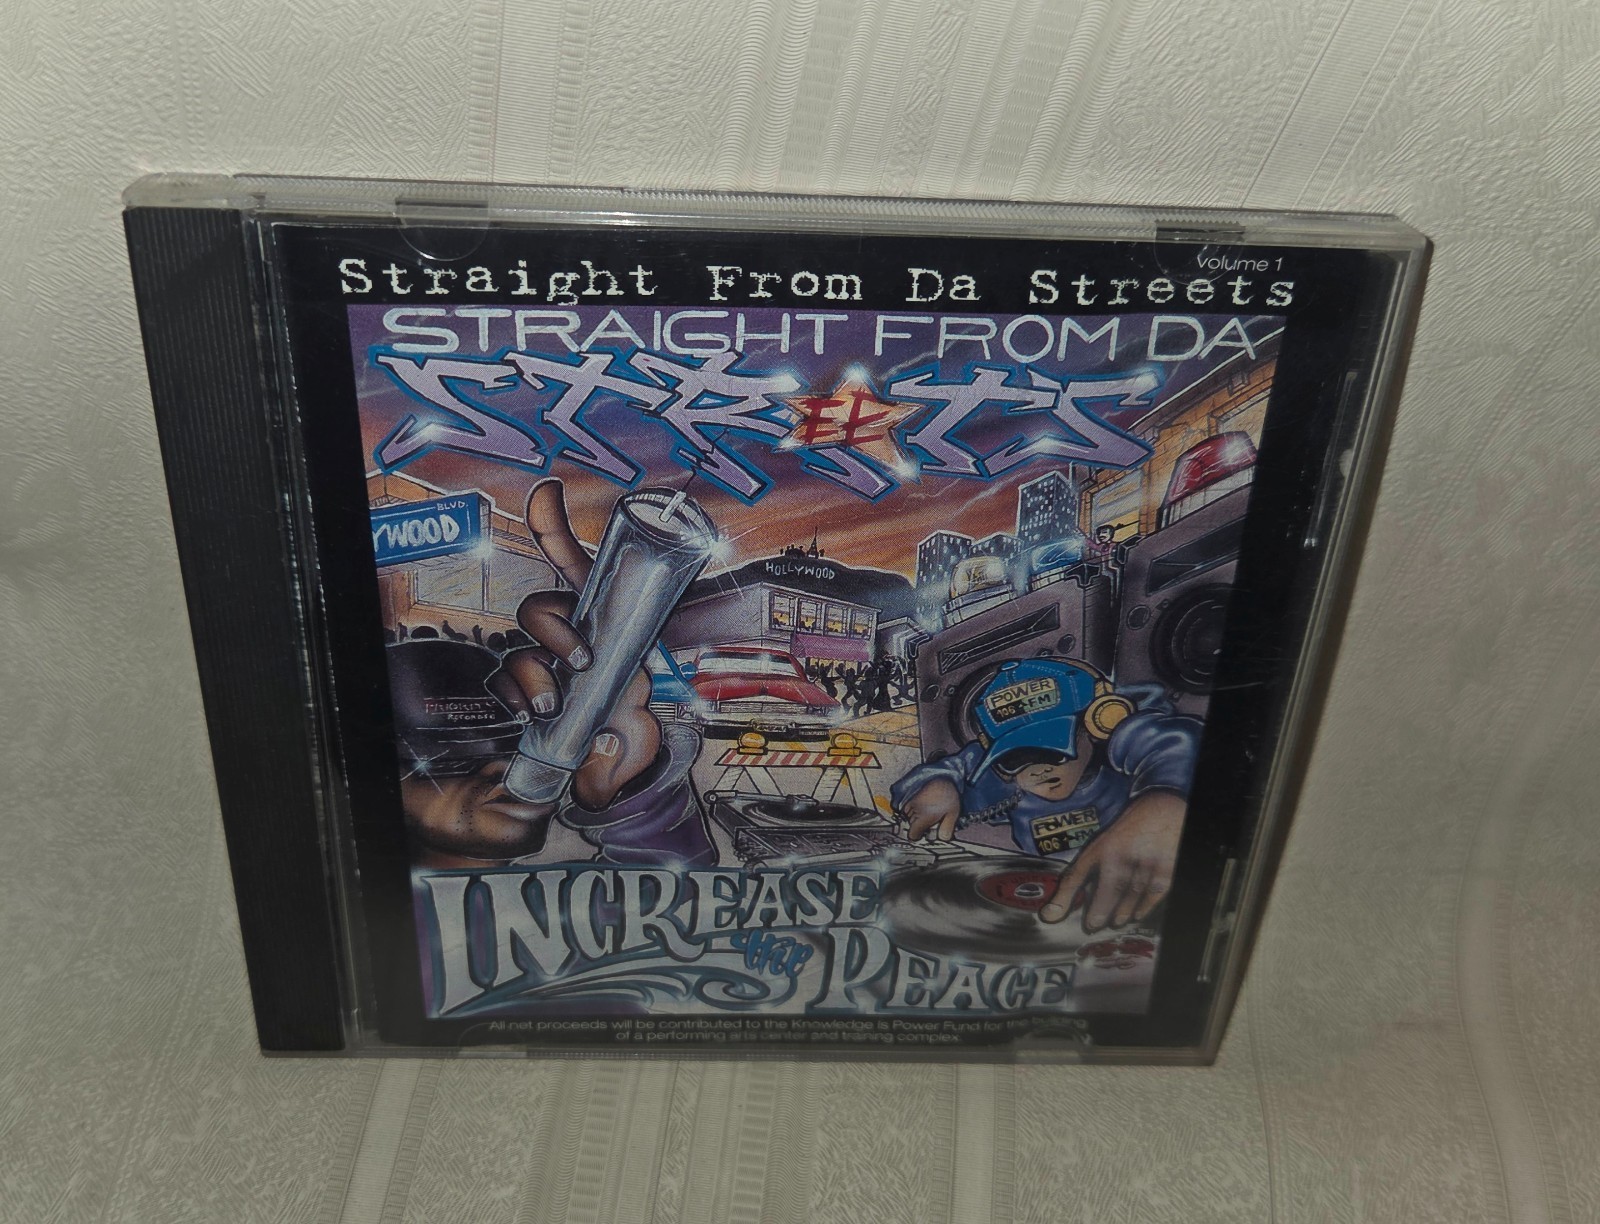 Volume 1
Straight From Da Streets
STRAIGHT FROM DA
STREETS
BLVD.
YWOOD
HOLLYWOOD
POWER
106 FM
Records
POWER
106 FM
INCREASE
the
PEACE
All net proceeds will be contributed to the Knowledge Is Power Fund for the building
of a performing arts center and training complex.